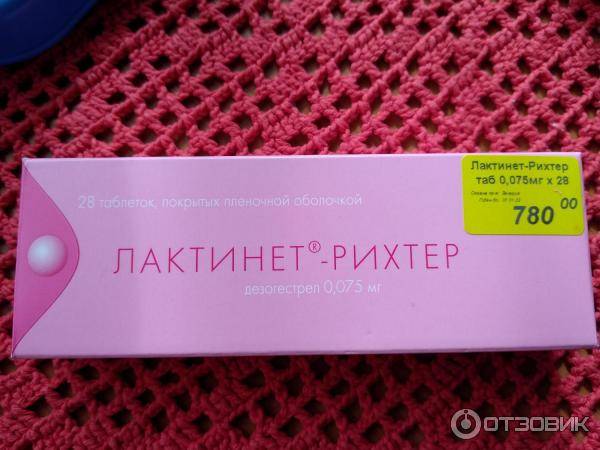 28 таблеток, покрытых пленочной оболочкой
ЛАКТИНЕТ®-РИХТЕР
дезогестрел 0,075 мг
Лактинет-Рихтер
таб ,0,075мг х 28
780 00
ОТЗОВИК